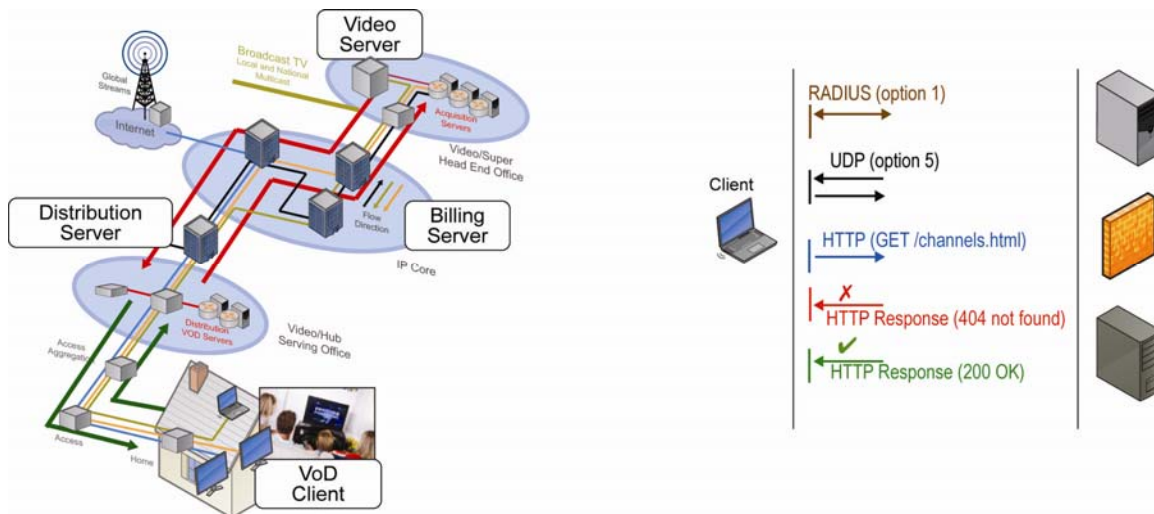 Video
Server
Broadcast TV
Local and National
Multicast
Global
Streams
Internet
Acquisition
Servers
Video/Super
Head End Office
Distribution
Server
Billing
Server
Flow
Direction
IP Core
Distribution
VOD Servers
Video/Hub
Serving Office
Access
Aggregation
Access
Home
VoD
Client
Client
RADIUS (option 1)
UDP (option 5)
HTTP (GET /channels.html)
✗
HTTP Response (404 not found)
✓
HTTP Response (200 OK)